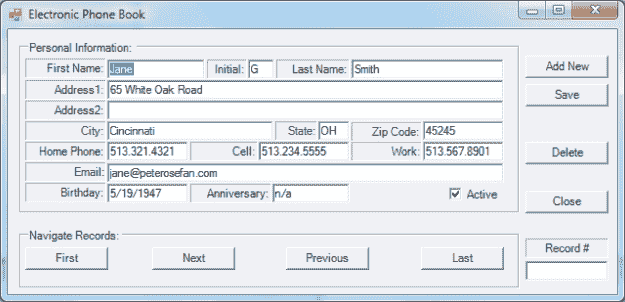 Electronic Phone Book
Personal Information:
First Name: Jane Initial: G Last Name: Smith
Add New
Address1: 65 White Oak Road
Save
Address2:
City: Cincinnati State: OH Zip Code: 45245
Home Phone: 513.321.4321 Cell: 513.234.5555 Work: 513.567.8901
Delete
Email: jane@peterosefan.com
Birthday: 5/19/1947 Anniversary: n/a Active
Close
Navigate Records:
First Next Previous Last
Record #